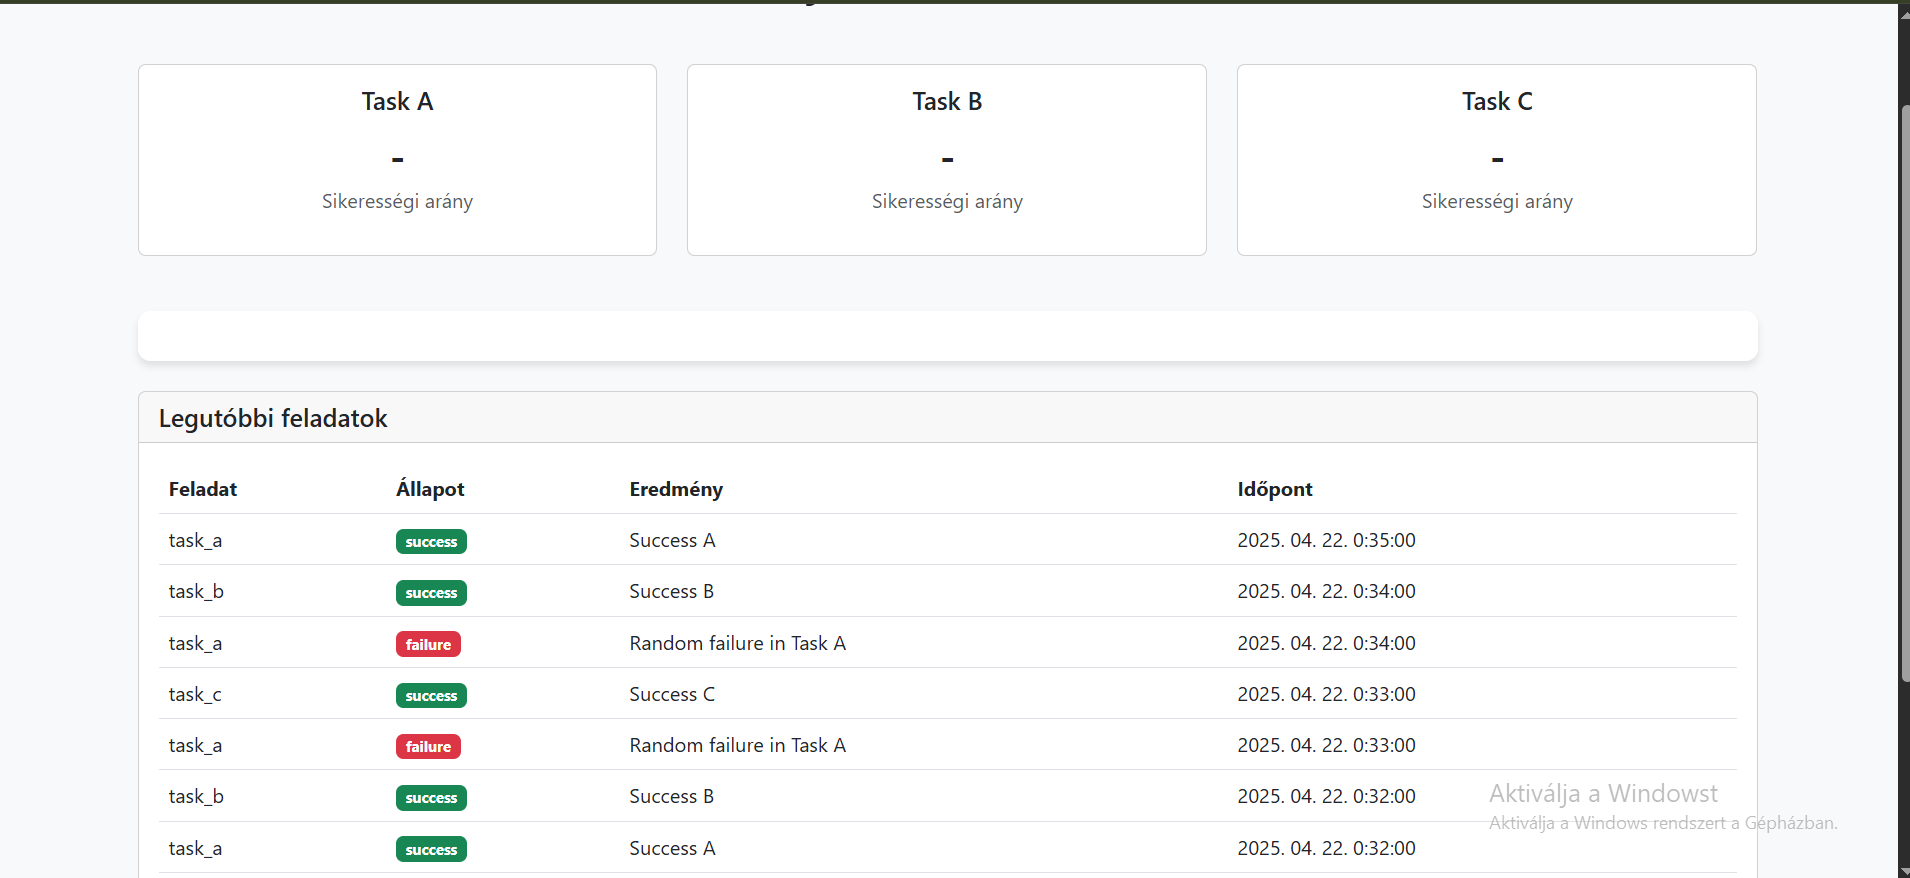 Task A
Task B
Task C
-
-
-
Sikerességi arány
Sikerességi arány
Sikerességi arány
Legutóbbi feladatok
Feladat Állapot Eredmény Időpont
task_a success Success A 2025. 04. 22. 0:35:00
task_b success Success B 2025. 04. 22. 0:34:00
task_a failure Random failure in Task A 2025. 04. 22. 0:34:00
task_c success Success C 2025. 04. 22. 0:33:00
task_a failure Random failure in Task A 2025. 04. 22. 0:33:00
task_b success Success B 2025. 04. 22. 0:32:00
Aktiválja a Windowst
Aktiválja a Windows rendszert a Gépházban.
task_a success Success A 2025. 04. 22. 0:32:00